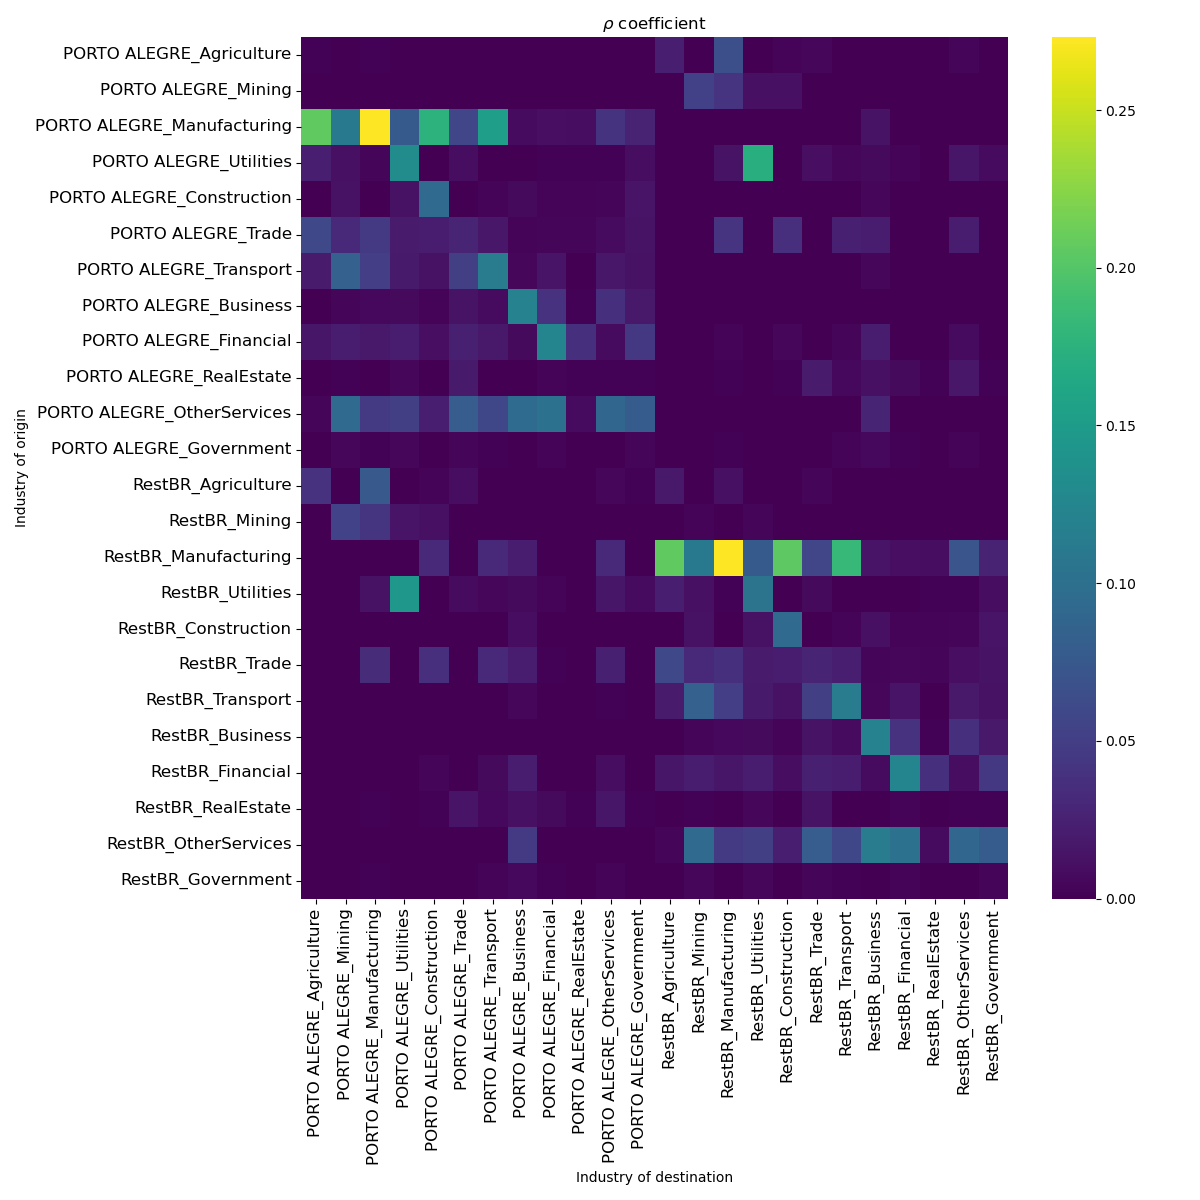 ρ coefficient
Industry of origin
PORTO ALEGRE_Agriculture
PORTO ALEGRE_Mining
PORTO ALEGRE_Manufacturing
PORTO ALEGRE_Utilities
PORTO ALEGRE_Construction
PORTO ALEGRE_Trade
PORTO ALEGRE_Transport
PORTO ALEGRE_Business
PORTO ALEGRE_Financial
PORTO ALEGRE_RealEstate
PORTO ALEGRE_OtherServices
PORTO ALEGRE_Government
RestBR_Agriculture
RestBR_Mining
RestBR_Manufacturing
RestBR_Utilities
RestBR_Construction
RestBR_Trade
RestBR_Transport
RestBR_Business
RestBR_Financial
RestBR_RealEstate
RestBR_OtherServices
RestBR_Government
PORTO ALEGRE_Agriculture
PORTO ALEGRE_Mining
PORTO ALEGRE_Manufacturing
PORTO ALEGRE_Utilities
PORTO ALEGRE_Construction
PORTO ALEGRE_Trade
PORTO ALEGRE_Transport
PORTO ALEGRE_Business
PORTO ALEGRE_Financial
PORTO ALEGRE_RealEstate
PORTO ALEGRE_OtherServices
PORTO ALEGRE_Government
RestBR_Agriculture
RestBR_Mining
RestBR_Manufacturing
RestBR_Utilities
RestBR_Construction
RestBR_Trade
RestBR_Transport
RestBR_Business
RestBR_Financial
RestBR_RealEstate
RestBR_OtherServices
RestBR_Government
Industry of destination
0.25
0.20
0.15
0.10
0.05
0.00